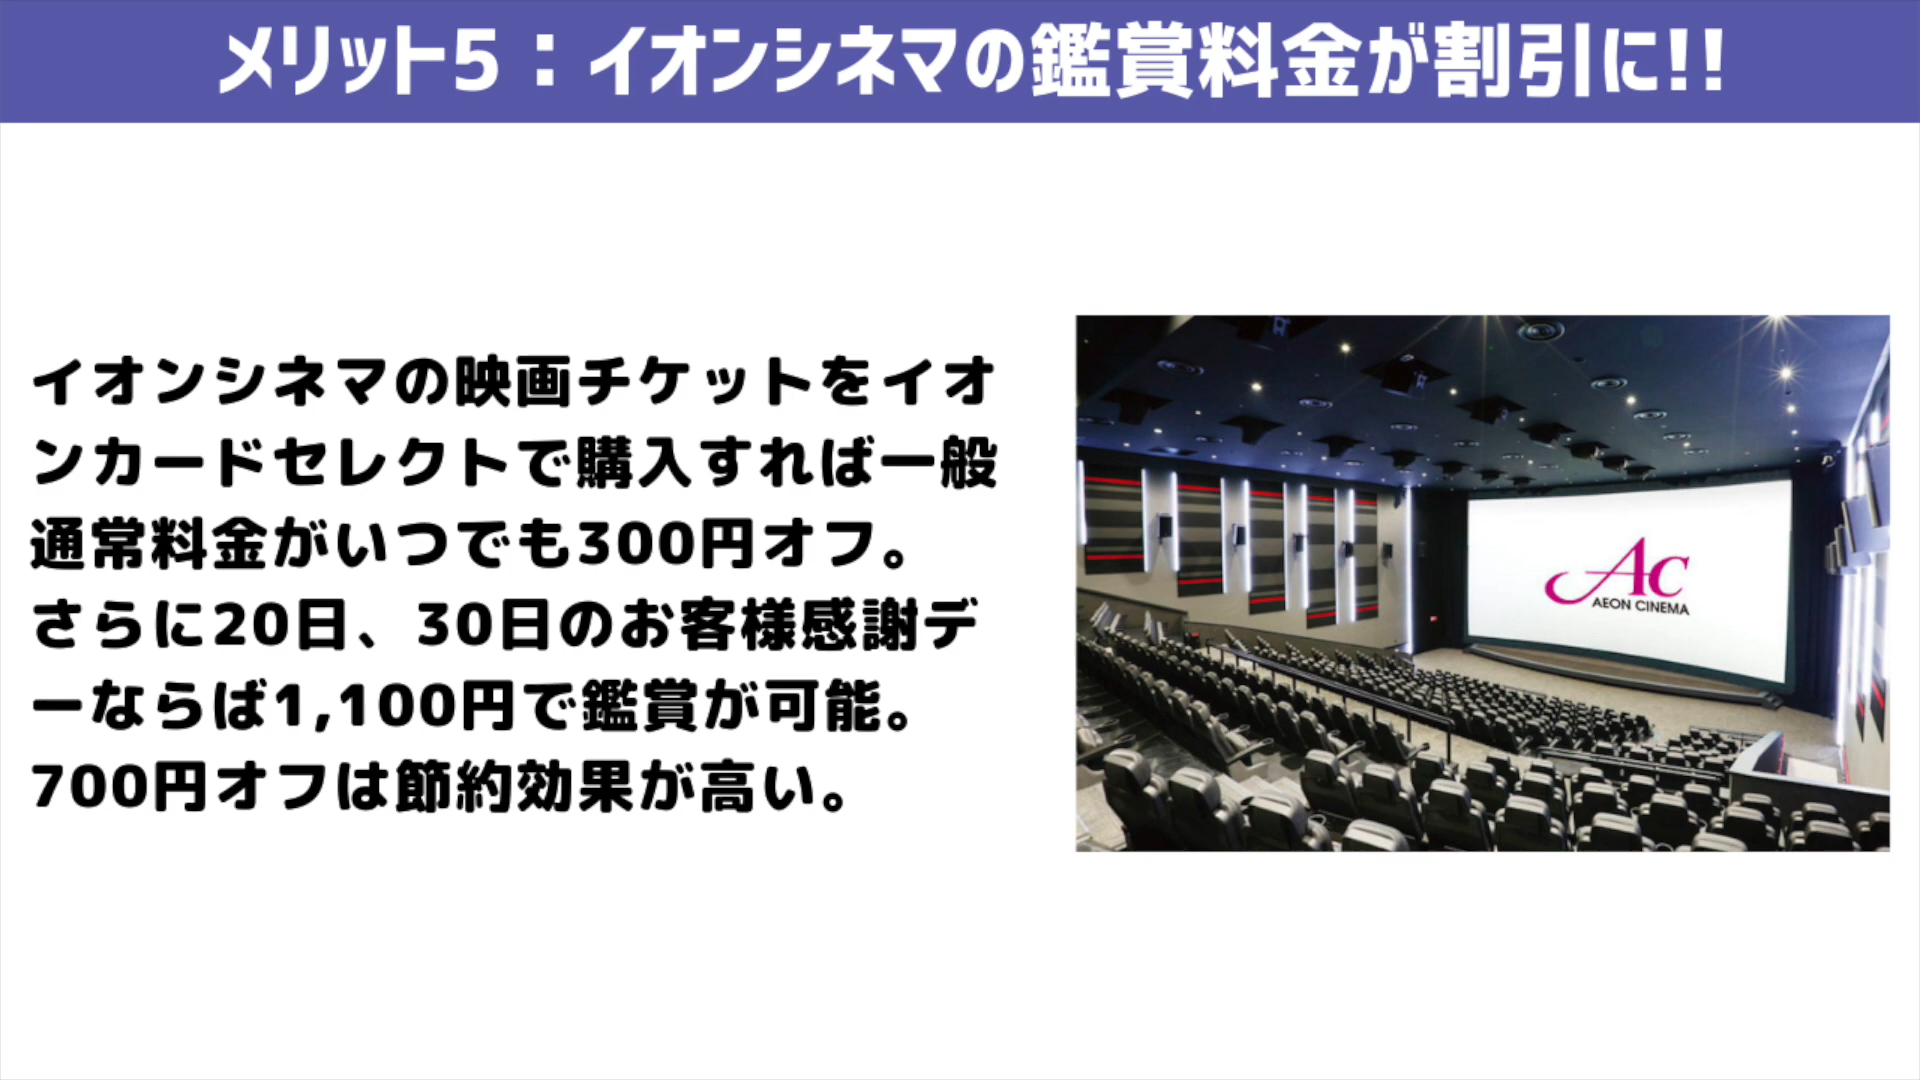 メリット5：イオンシネマの鑑賞料金が割引に!!
イオンシネマの映画チケットをイオ
ンカードセレクトで購入すれば一般
通常料金がいつでも300円オフ。
さらに20日、30日のお客様感謝デ
ーならば1,100円で鑑賞が可能。
700円オフは節約効果が高い。
AC
AEON CINEMA